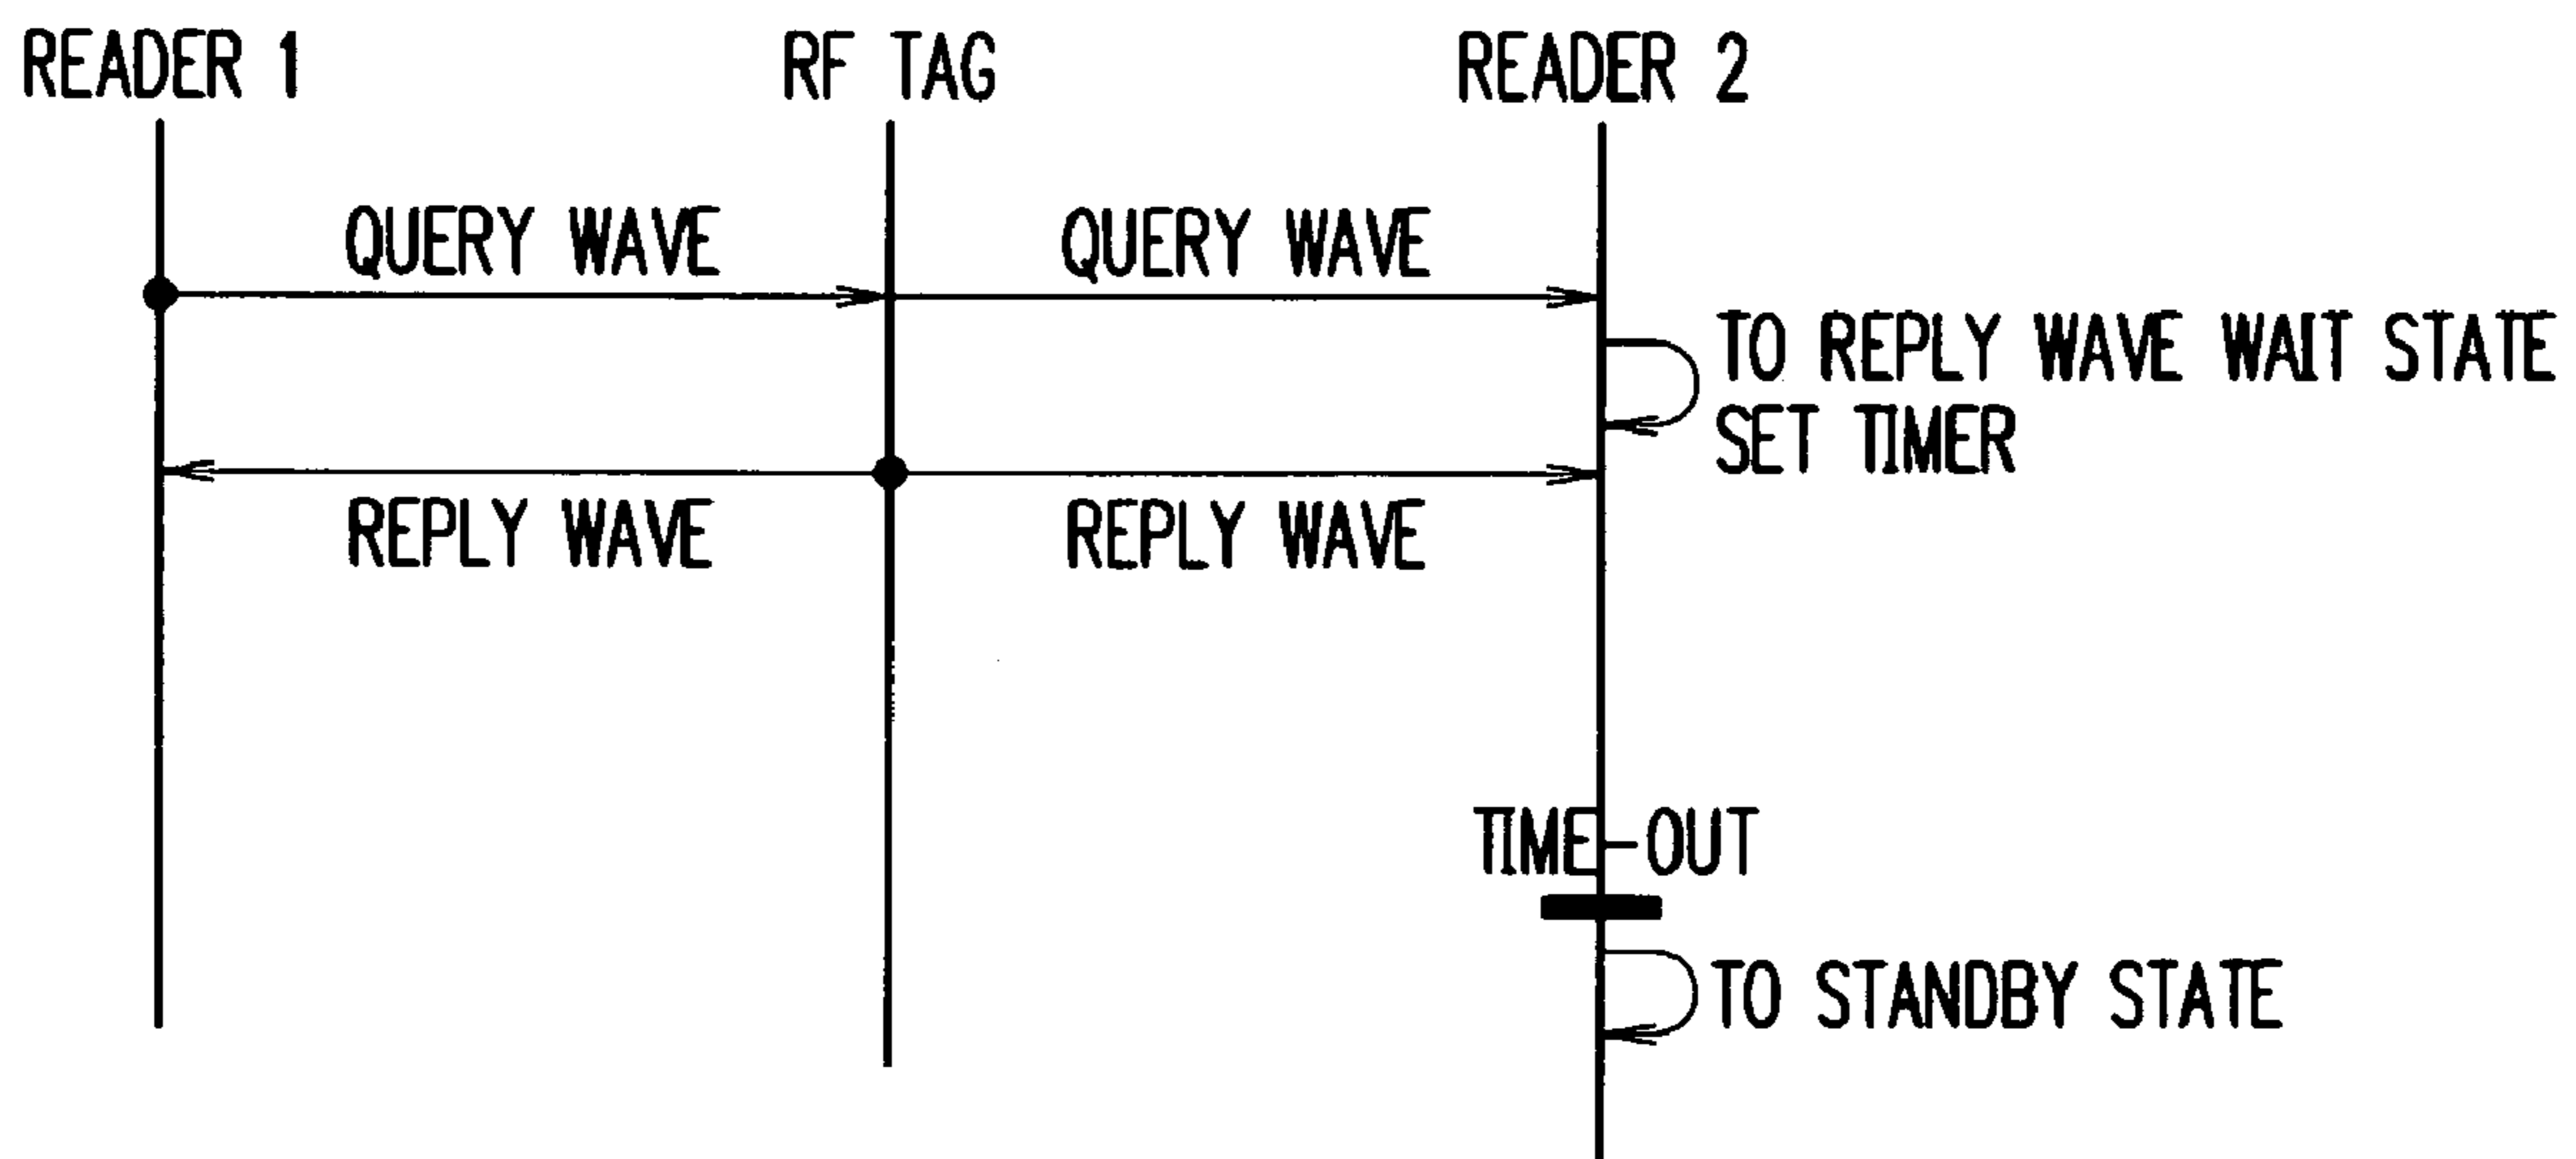 READER 1
RF TAG
READER 2
QUERY WAVE
QUERY WAVE
TO REPLY WAVE WAIT STATE
SET TIMER
REPLY WAVE
REPLY WAVE
TIME-OUT
TO STANDBY STATE